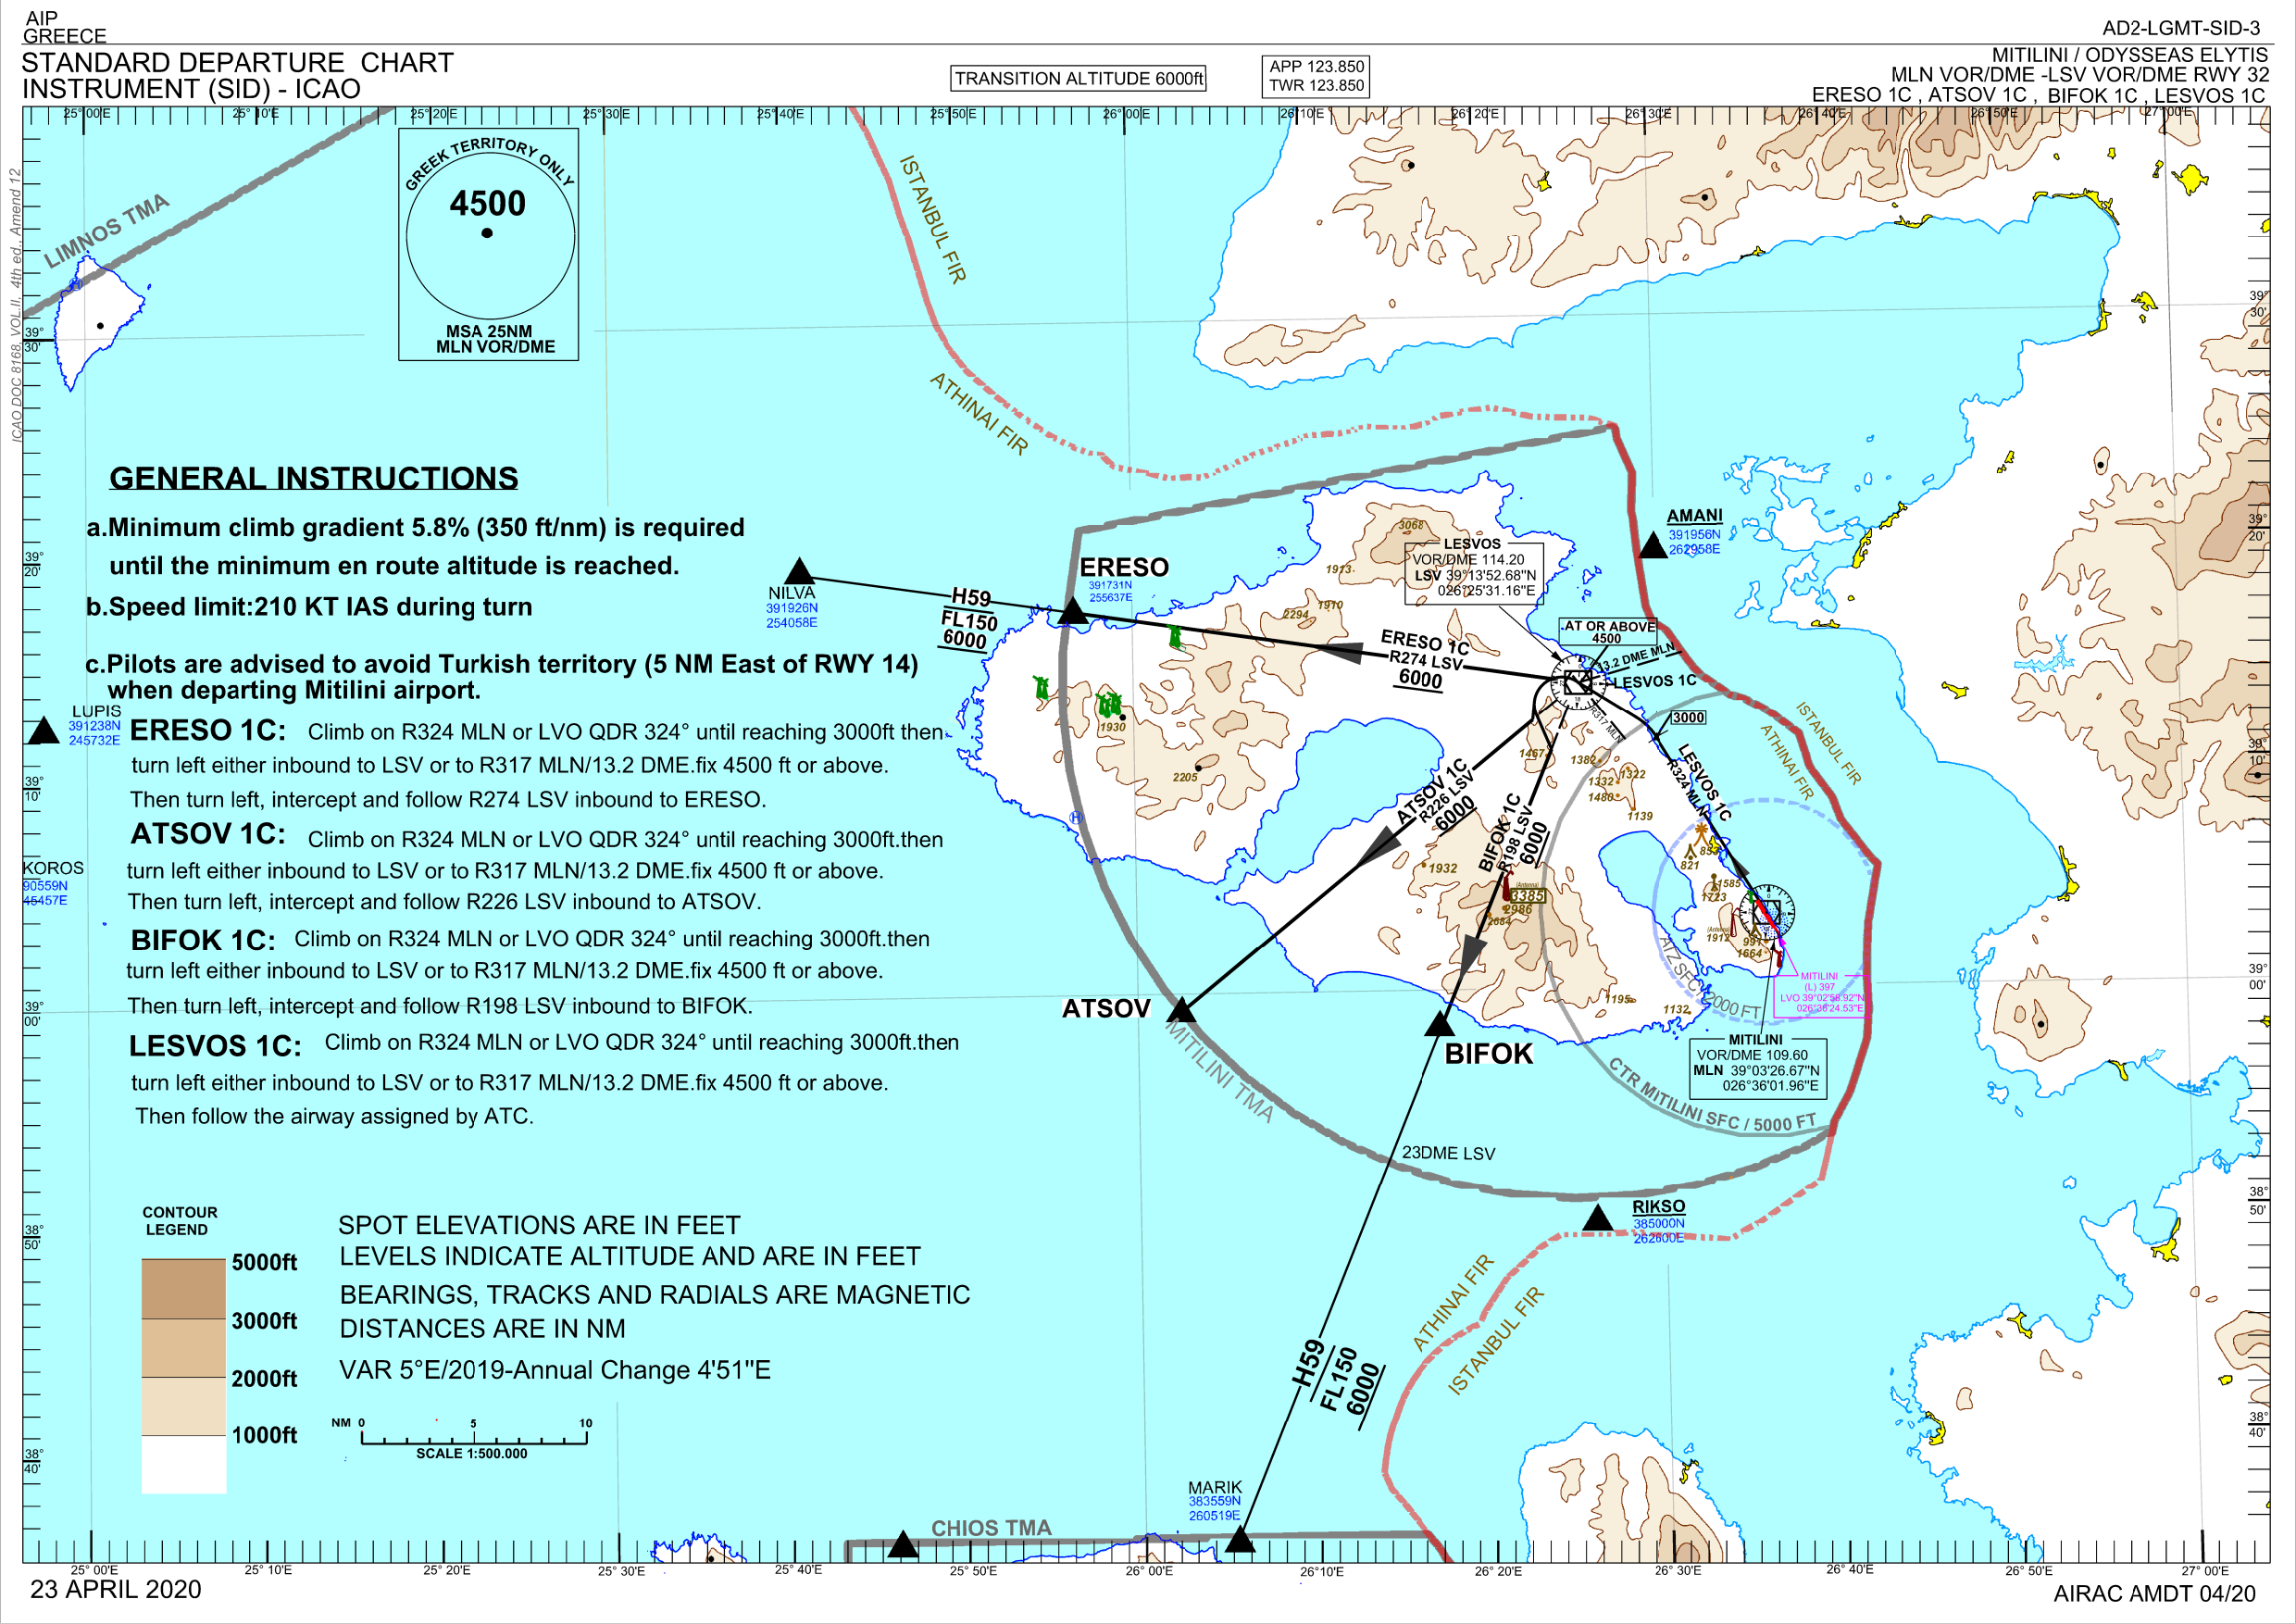 AIP
GREECE
AD2-LGMT-SID-3
STANDARD DEPARTURE CHART
INSTRUMENT (SID) - ICAO
TRANSITION ALTITUDE 6000ft
APP 123.850
TWR 123.850
MITILINI / ODYSSEAS ELYTIS
MLN VOR/DME -LSV VOR/DME RWY 32
ERESO 1C , ATSOV 1C , BIFOK 1C , LESVOS 1C
25°00'E
25°10'E
25°20'E
25°30'E
25°40'E
25°50'E
26°00'E
26°10'E
26°20'E
26°30'E
26°40'E
26°50'E
27°00'E
ICAO DOC 8168, VOL.II, 4th ed., Amend 12
LIMNOS TMA
GREEK TERRITORY ONLY
4500
MSA 25NM
MLN VOR/DME
ISTANBUL FIR
ATHINAI FIR
39°
30'
39°
30'
GENERAL INSTRUCTIONS
a.Minimum climb gradient 5.8% (350 ft/nm) is required
until the minimum en route altitude is reached.
b.Speed limit:210 KT IAS during turn
c.Pilots are advised to avoid Turkish territory (5 NM East of RWY 14)
when departing Mitilini airport.
39°
20'
39°
20'
LUPIS
391238N
245732E
ERESO 1C: Climb on R324 MLN or LVO QDR 324° until reaching 3000ft then
turn left either inbound to LSV or to R317 MLN/13.2 DME.fix 4500 ft or above.
Then turn left, intercept and follow R274 LSV inbound to ERESO.
39°
10'
39°
10'
ATSOV 1C: Climb on R324 MLN or LVO QDR 324° until reaching 3000ft.then
turn left either inbound to LSV or to R317 MLN/13.2 DME.fix 4500 ft or above.
Then turn left, intercept and follow R226 LSV inbound to ATSOV.
KOROS
90559N
45457E
BIFOK 1C: Climb on R324 MLN or LVO QDR 324° until reaching 3000ft.then
turn left either inbound to LSV or to R317 MLN/13.2 DME.fix 4500 ft or above.
Then turn left, intercept and follow R198 LSV inbound to BIFOK.
39°
00'
39°
00'
LESVOS 1C: Climb on R324 MLN or LVO QDR 324° until reaching 3000ft.then
turn left either inbound to LSV or to R317 MLN/13.2 DME.fix 4500 ft or above.
Then follow the airway assigned by ATC.
NILVA
391926N
254058E
H59
FL150
6000
ERESO
391731N
255637E
AMANI
391956N
262958E
3068
1913
1910
2294
LESVOS
VOR/DME 114.20
LSV 39°13'52.68"N
026°25'31.16"E
AT OR ABOVE
4500
13.2 DME MLN
LESVOS 1C
ERESO 1C
R274 LSV
6000
R317 MLN
3000
LESVOS 1C
R324 MLN
ATHINAI FIR
ISTANBUL FIR
1930
2205
H
1467
1382
1322
1332
1480
1139
ATSOV 1C
R226 LSV
6000
BIFOK 1C
R198 LSV
6000
1932
(Antenna)
3385
2986
2684
821
1585
1723
1912
991
1664
1195
1132
ATZ SFC / 2000 FT
MITILINI
(L) 397
LVO 39°02'58.92"N
026°36'24.53"E
MITILINI
VOR/DME 109.60
MLN 39°03'26.67"N
026°36'01.96"E
CTR MITILINI SFC / 5000 FT
ATSOV
BIFOK
MITILINI TMA
23DME LSV
RIKSO
385000N
262600E
ATHINAI FIR
ISTANBUL FIR
H59
FL150
6000
MARIK
383559N
260519E
CHIOS TMA
38°
50'
38°
50'
38°
40'
38°
40'
CONTOUR
LEGEND
5000ft
3000ft
2000ft
1000ft
SPOT ELEVATIONS ARE IN FEET
LEVELS INDICATE ALTITUDE AND ARE IN FEET
BEARINGS, TRACKS AND RADIALS ARE MAGNETIC
DISTANCES ARE IN NM
VAR 5°E/2019-Annual Change 4'51"E
NM 0 5 10
SCALE 1:500.000
25° 00'E
25° 10'E
25° 20'E
25° 30'E
25° 40'E
25° 50'E
26° 00'E
26°10'E
26° 20'E
26° 30'E
26° 40'E
26° 50'E
27° 00'E
23 APRIL 2020
AIRAC AMDT 04/20